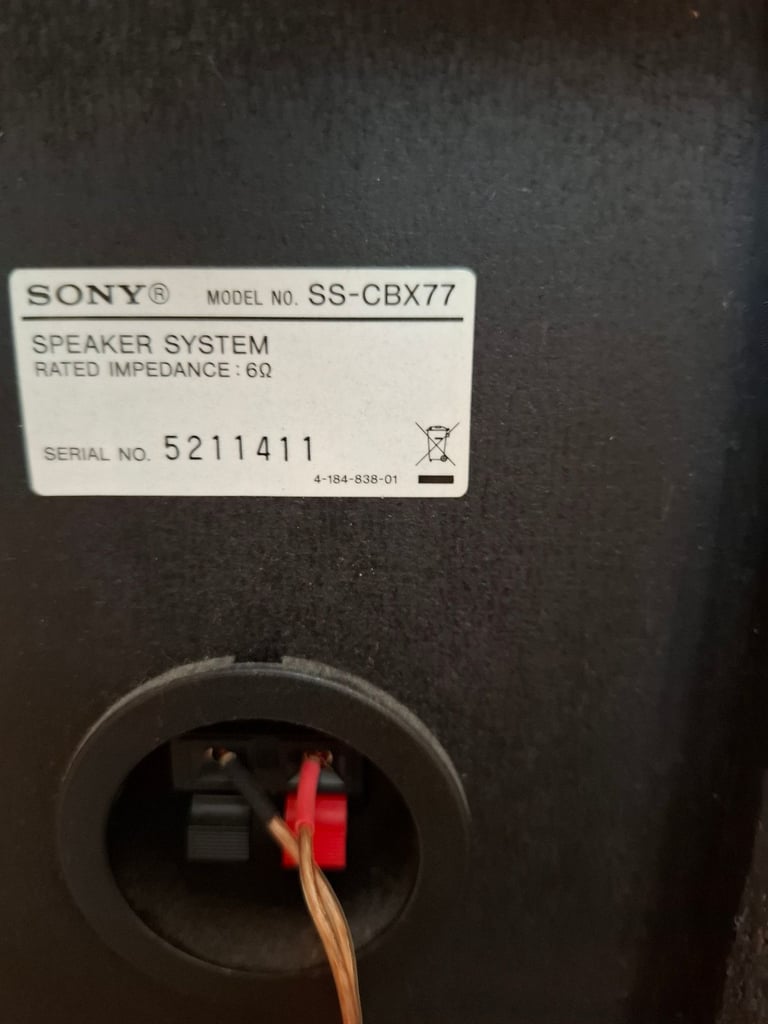 SONY® MODEL NO. SS-CBX77
SPEAKER SYSTEM
RATED IMPEDANCE : 6Ω
SERIAL NO. 5211411
4-184-838-01